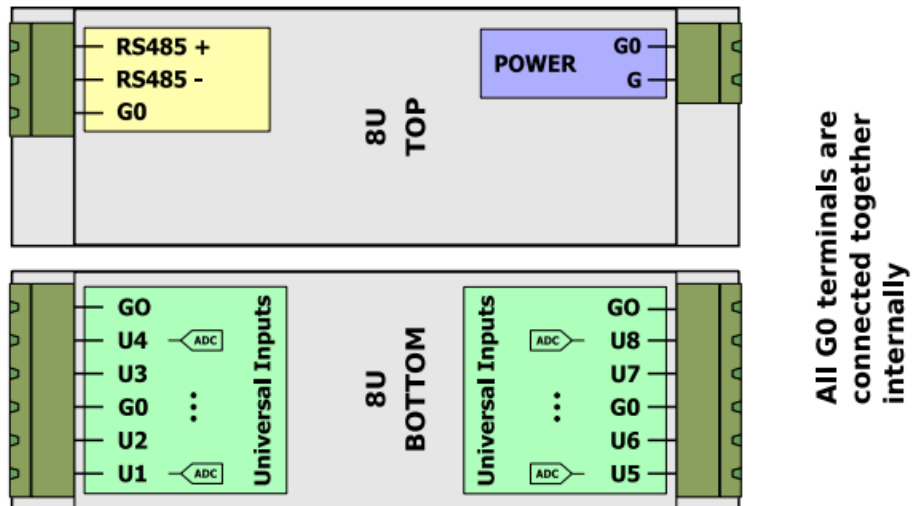 RS485 +
RS485 -
G0
POWER
G0
G
8U
TOP
GO
U4
ADC
U3
G0
U2
U1
ADC
Universal Inputs
8U
BOTTOM
Universal Inputs
GO
ADC
U8
U7
G0
U6
ADC
U5
All G0 terminals are
connected together
internally